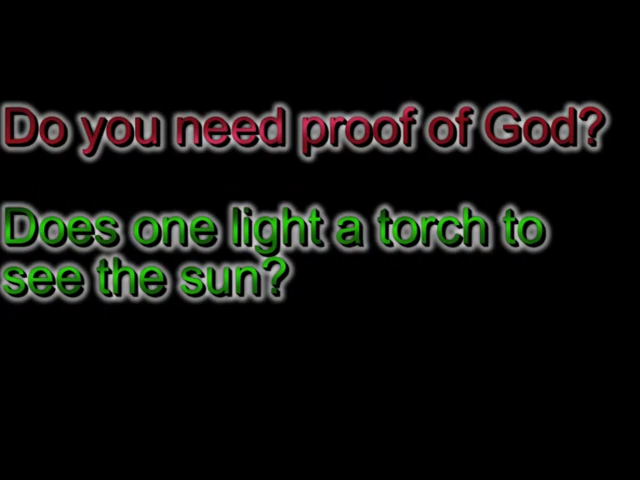 Do you need proof of God?
Does one light a torch to
see the sun?